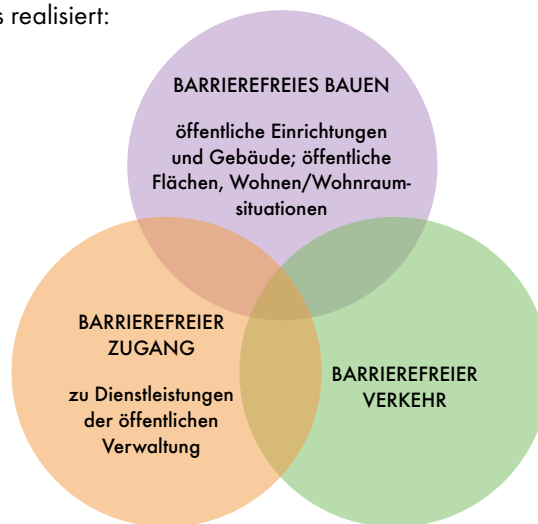 s realisiert:
BARRIEREFREIES BAUEN
öffentliche Einrichtungen
und Gebäude; öffentliche
Flächen, Wohnen/Wohnraum-
situationen
BARRIEREFREIER
ZUGANG
zu Dienstleistungen
der öffentlichen
Verwaltung
BARRIEREFREIER
VERKEHR